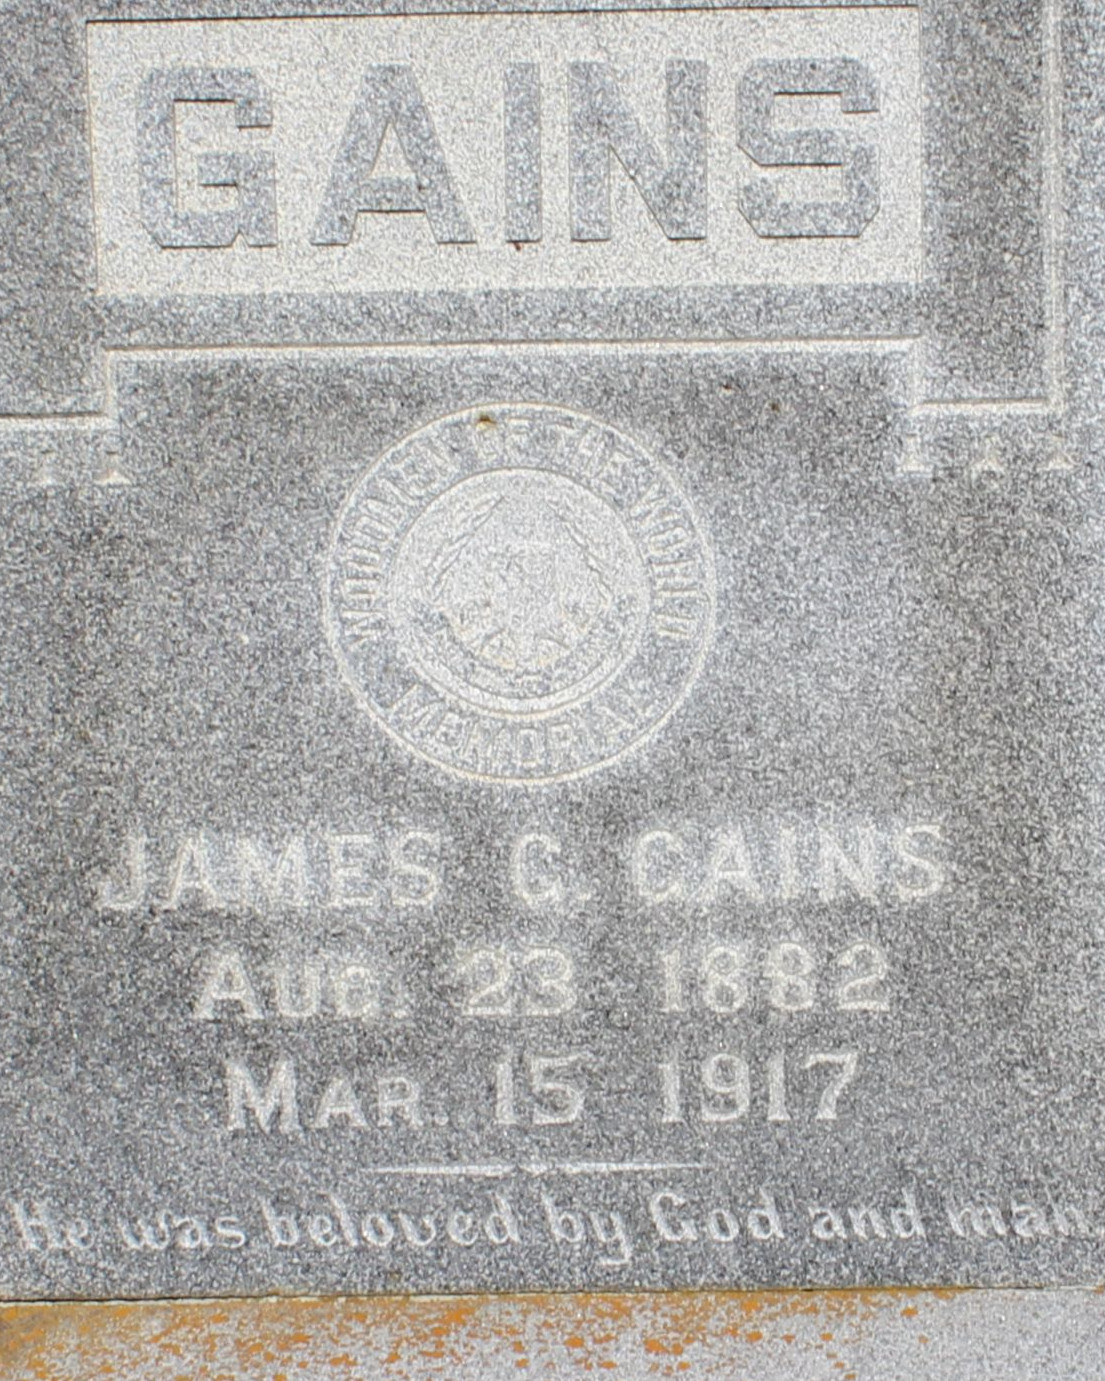 GAINS
WOODMEN OF THE WORLD
MEMORIAL
JAMES C. GAINS
AUG. 23 1882
MAR. 15 1917
He was beloved by God and man